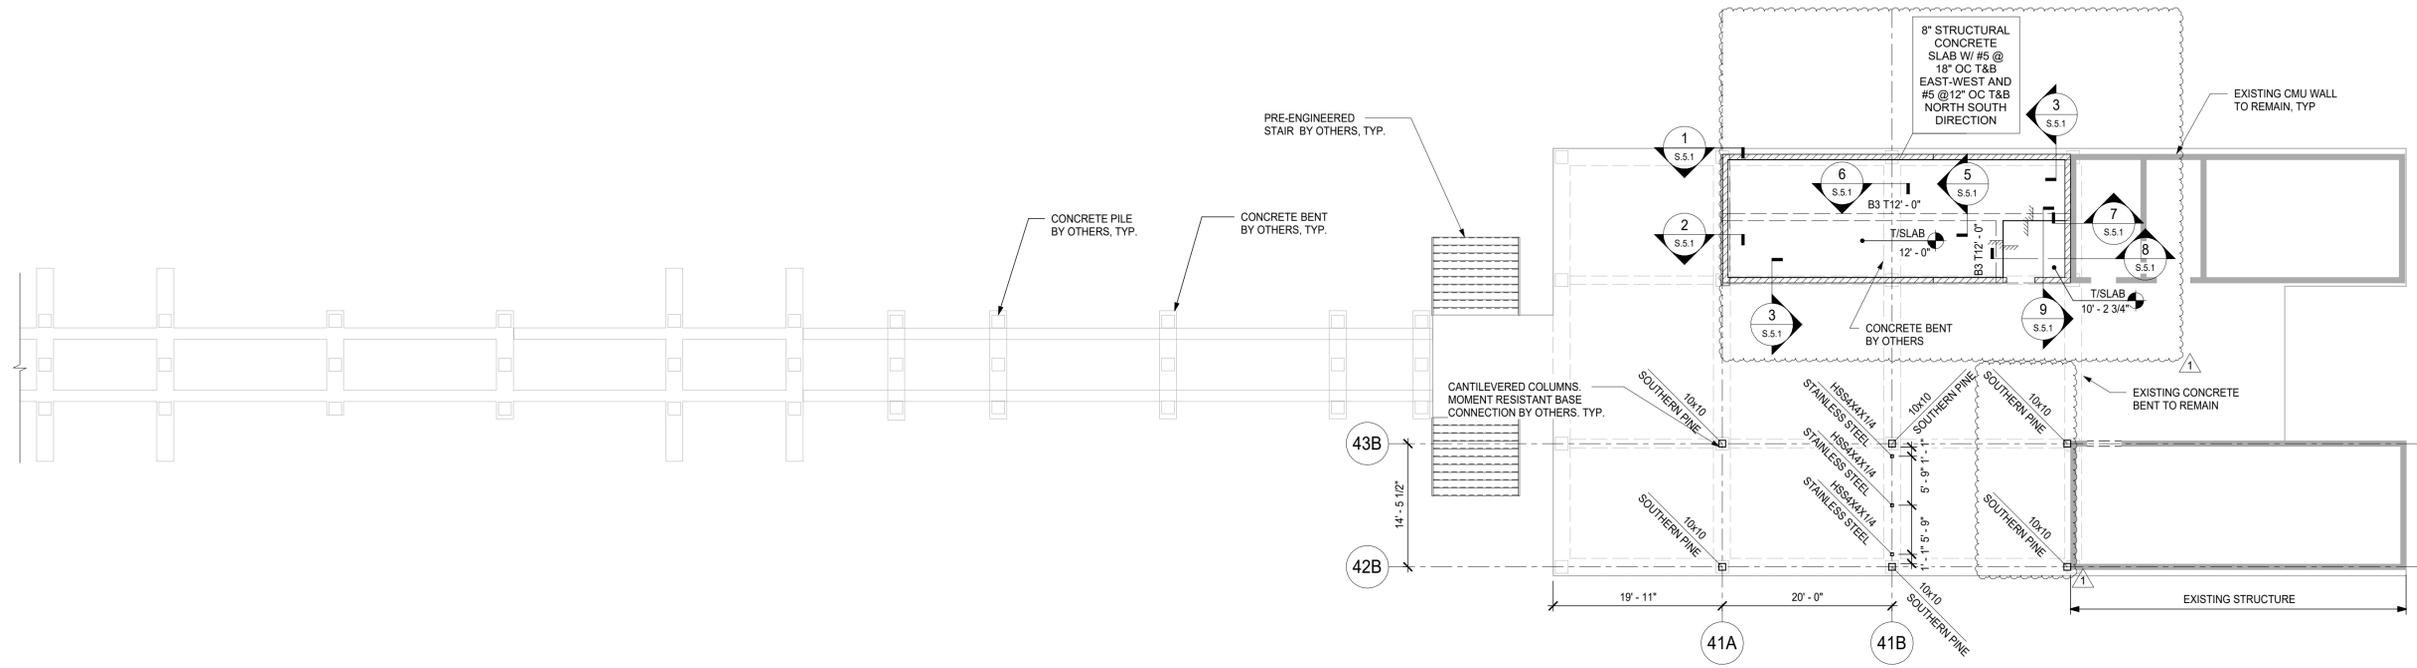 8" STRUCTURAL
CONCRETE
SLAB W/ #5 @
18" OC T&B
EAST-WEST AND
#5 @12" OC T&B
NORTH SOUTH
DIRECTION
EXISTING CMU WALL
TO REMAIN, TYP
PRE-ENGINEERED
STAIR BY OTHERS, TYP.
1
S.5.1
3
S.5.1
6
S.5.1
5
S.5.1
B3 T12' - 0"
CONCRETE PILE
BY OTHERS, TYP.
CONCRETE BENT
BY OTHERS, TYP.
2
S.5.1
7
S.5.1
T/SLAB
12' - 0"
B3 T12' - 0"
8
S.5.1
T/SLAB
10' - 2 3/4"
3
S.5.1
9
S.5.1
CONCRETE BENT
BY OTHERS
1
CANTILEVERED COLUMNS.
MOMENT RESISTANT BASE
CONNECTION BY OTHERS. TYP.
10x10
SOUTHERN PINE
HSS4X4X1/4
STAINLESS STEEL
10x10
SOUTHERN PINE
10x10
SOUTHERN PINE
EXISTING CONCRETE
BENT TO REMAIN
43B
HSS4X4X1/4
STAINLESS STEEL
1' - 1"
5' - 9"
14' - 5 1/2"
10x10
SOUTHERN PINE
HSS4X4X1/4
STAINLESS STEEL
5' - 9"
1' - 1"
10x10
SOUTHERN PINE
42B
1
10x10
SOUTHERN PINE
19' - 11"
20' - 0"
EXISTING STRUCTURE
41A
41B